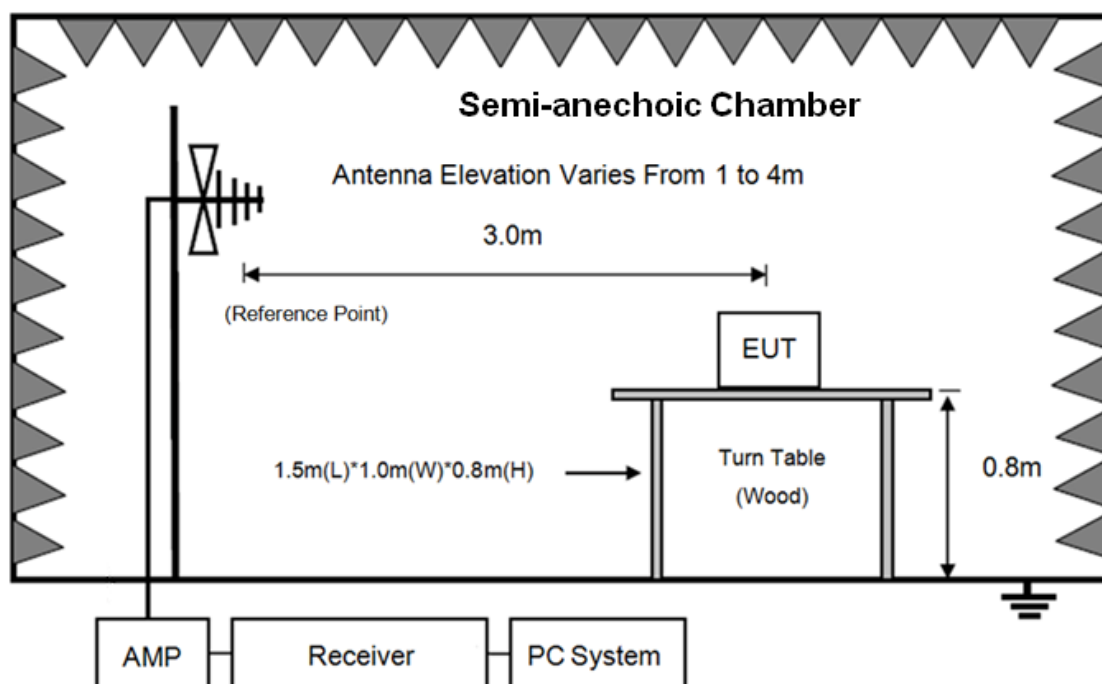 Semi-anechoic Chamber
Antenna Elevation Varies From 1 to 4m
3.0m
(Reference Point)
EUT
1.5m(L)*1.0m(W)*0.8m(H)
Turn Table
(Wood)
0.8m
AMP
Receiver
PC System